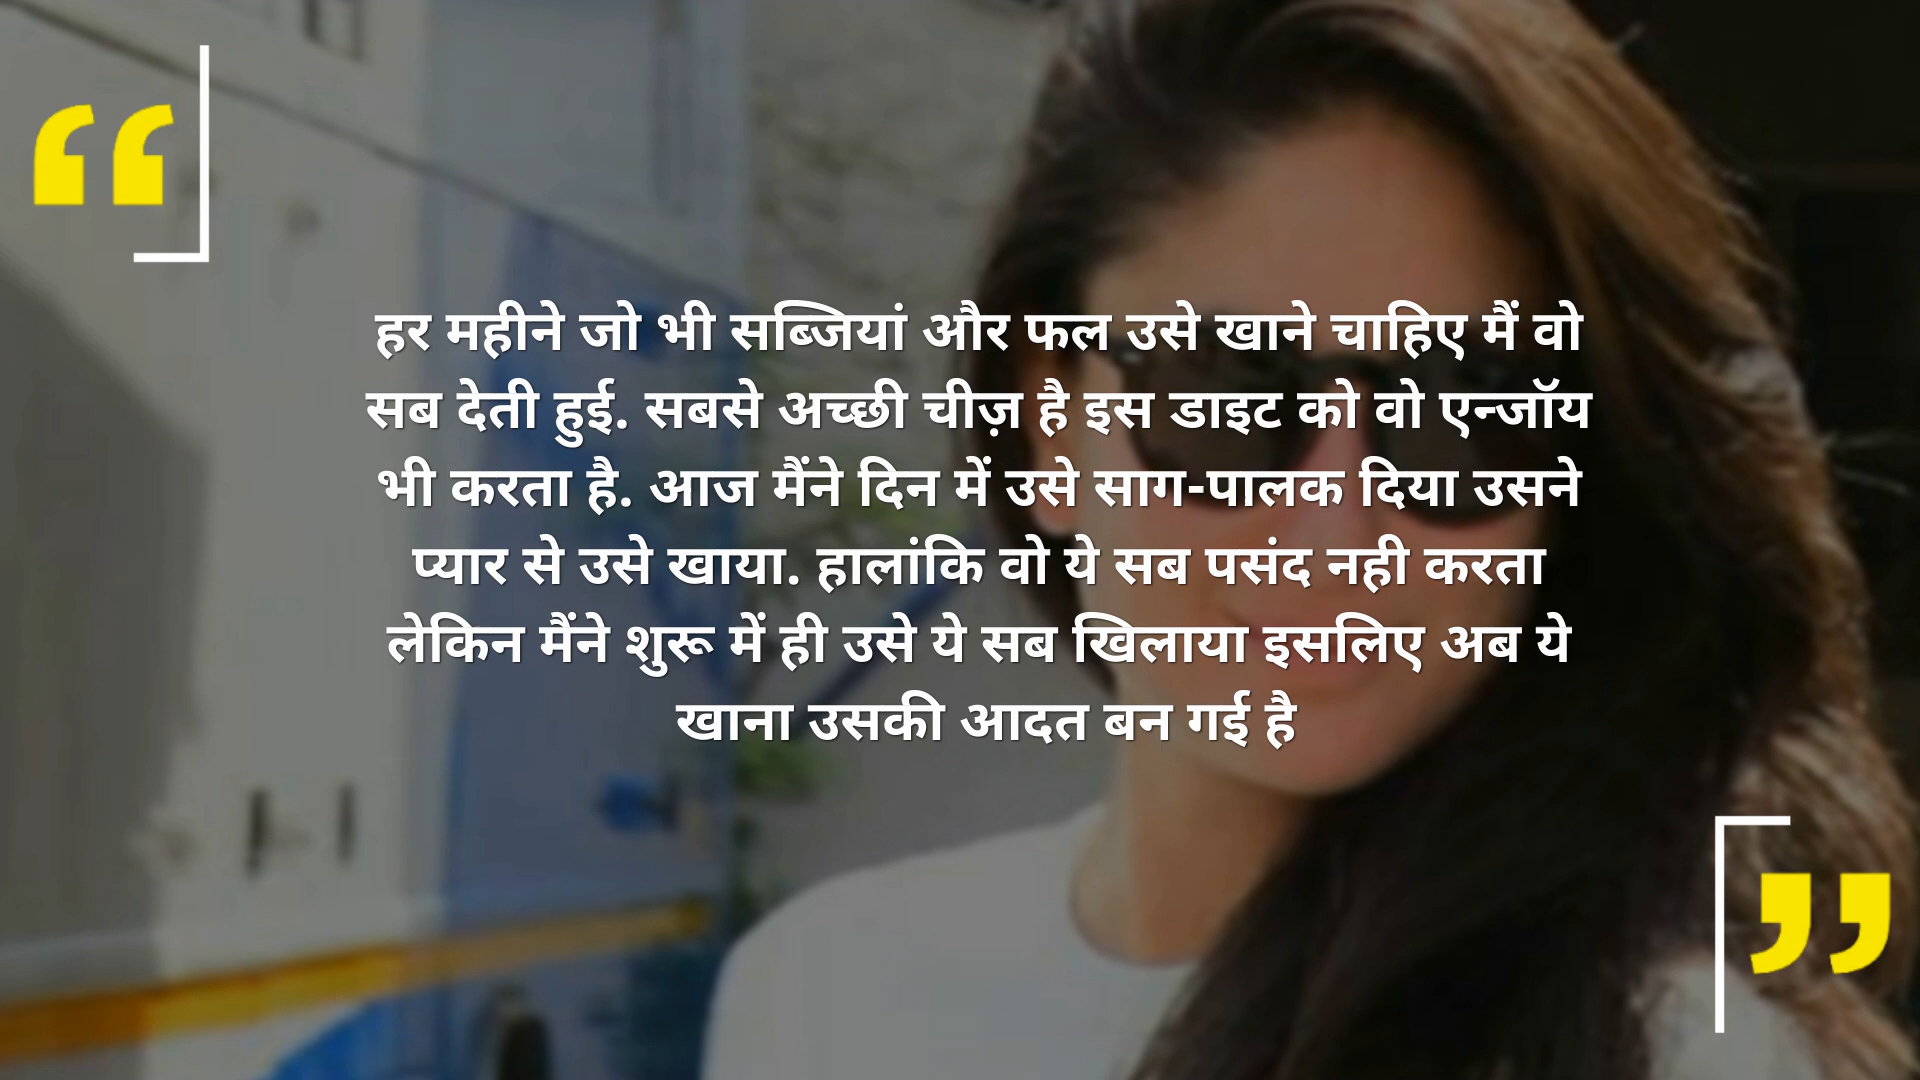 हर महीने जो भी सब्जियां और फल उसे खाने चाहिए मैं वो
सब देती हुई. सबसे अच्छी चीज़ है इस डाइट को वो एन्जॉय
भी करता है. आज मैंने दिन में उसे साग-पालक दिया उसने
प्यार से उसे खाया. हालांकि वो ये सब पसंद नही करता
लेकिन मैंने शुरू में ही उसे ये सब खिलाया इसलिए अब ये
खाना उसकी आदत बन गई है